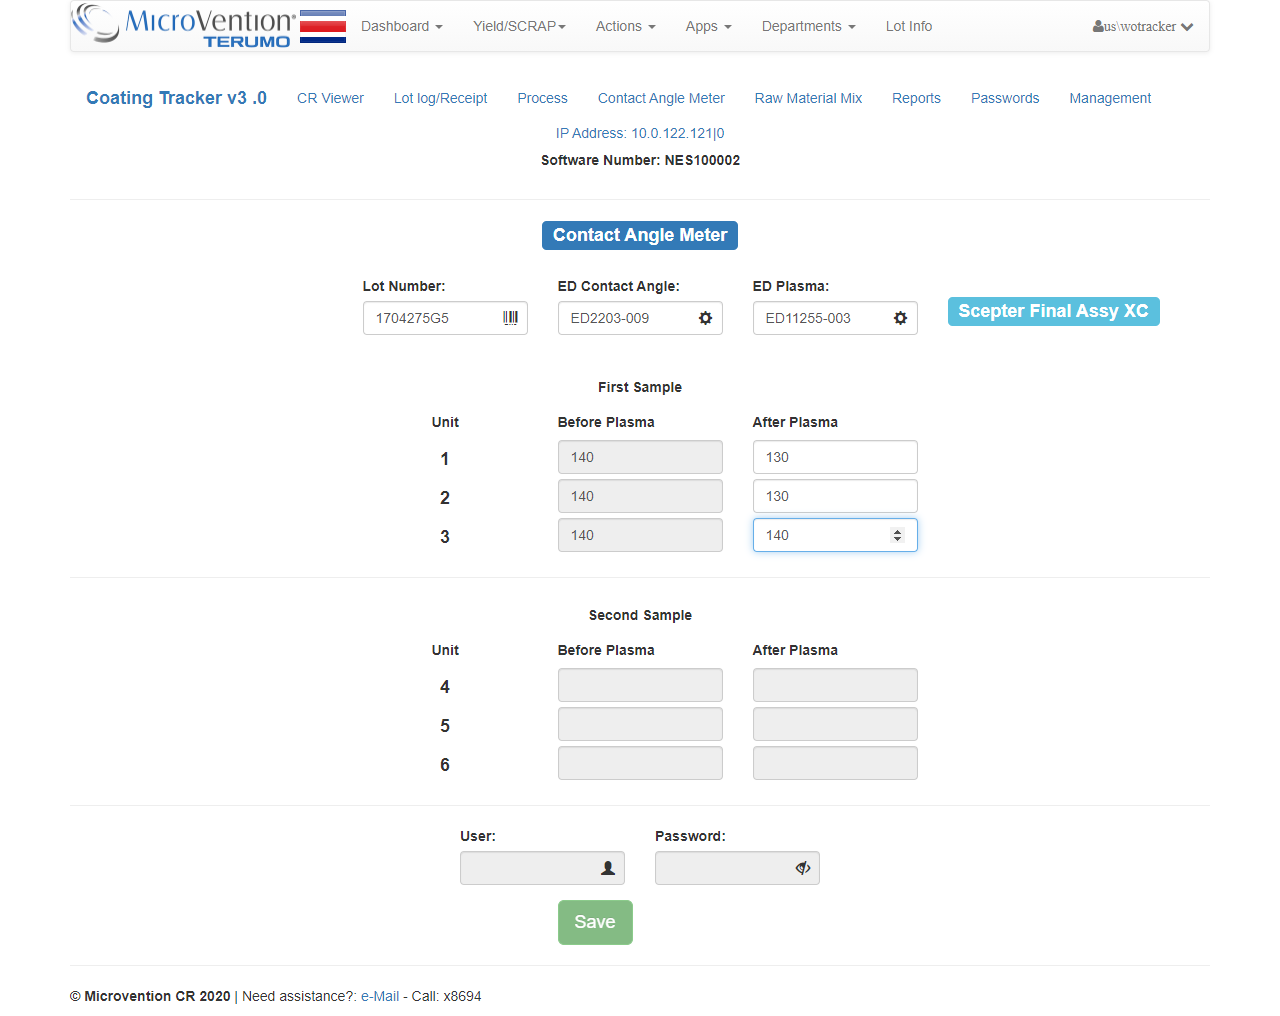 MICROVENTION
TERUMO
Dashboard Yield/SCRAP Actions Apps Departments Lot Info us\wotracker
Coating Tracker v3 .0 CR Viewer Lot log/Receipt Process Contact Angle Meter Raw Material Mix Reports Passwords Management
IP Address: 10.0.122.121|0
Software Number: NES100002
Contact Angle Meter
Lot Number: ED Contact Angle: ED Plasma:
1704275G5 ED2203-009 ED11255-003 Scepter Final Assy XC
First Sample
Unit Before Plasma After Plasma
1 140 130
2 140 130
3 140 140
Second Sample
Unit Before Plasma After Plasma
4
5
6
User: Password:
Save
© Microvention CR 2020 | Need assistance?: e-Mail - Call: x8694